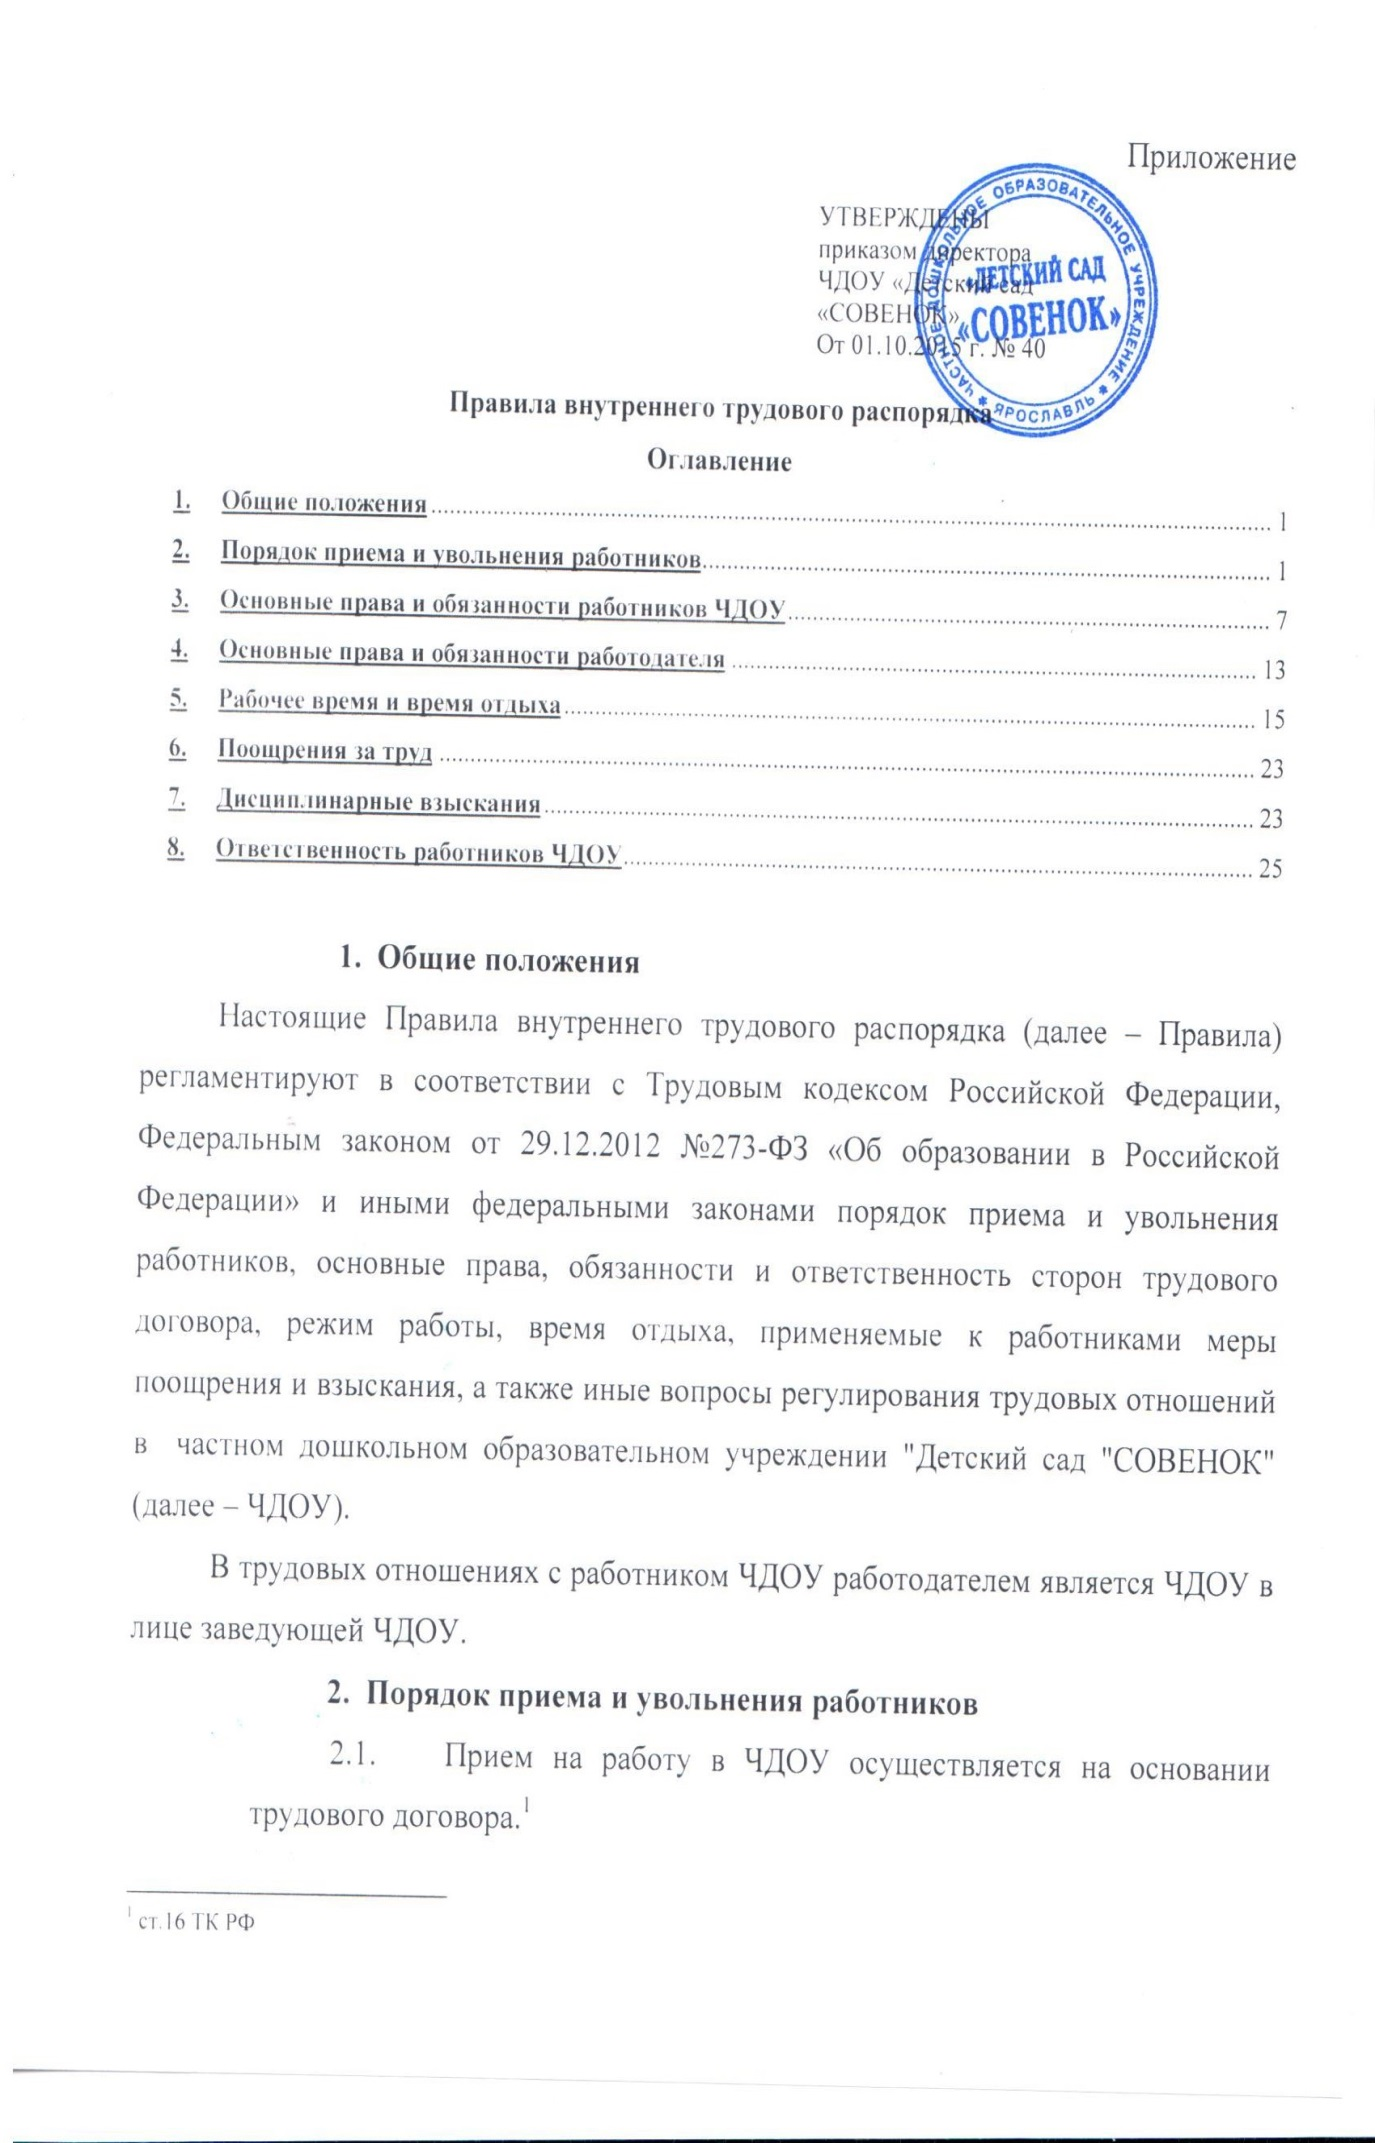 Приложение
УТВЕРЖДЕНЫ
приказом директора
ЧДОУ «Детский сад
«СОВЕНОК»
От 01.10.2015 г. № 40
ЧАСТНОЕ ДОШКОЛЬНОЕ ОБРАЗОВАТЕЛЬНОЕ УЧРЕЖДЕНИЕ * ЯРОСЛАВЛЬ *
«ДЕТСКИЙ САД
«СОВЕНОК»
Правила внутреннего трудового распорядка
Оглавление
1. Общие положения ........ 1
2. Порядок приема и увольнения работников ........ 1
3. Основные права и обязанности работников ЧДОУ ........ 7
4. Основные права и обязанности работодателя ........ 13
5. Рабочее время и время отдыха ........ 15
6. Поощрения за труд ........ 23
7. Дисциплинарные взыскания ........ 23
8. Ответственность работников ЧДОУ ........ 25
1. Общие положения
Настоящие Правила внутреннего трудового распорядка (далее – Правила)
регламентируют в соответствии с Трудовым кодексом Российской Федерации,
Федеральным законом от 29.12.2012 №273-ФЗ «Об образовании в Российской
Федерации» и иными федеральными законами порядок приема и увольнения
работников, основные права, обязанности и ответственность сторон трудового
договора, режим работы, время отдыха, применяемые к работниками меры
поощрения и взыскания, а также иные вопросы регулирования трудовых отношений
в частном дошкольном образовательном учреждении "Детский сад "СОВЕНОК"
(далее – ЧДОУ).
В трудовых отношениях с работником ЧДОУ работодателем является ЧДОУ в
лице заведующей ЧДОУ.
2. Порядок приема и увольнения работников
2.1. Прием на работу в ЧДОУ осуществляется на основании
трудового договора.1
1 ст.16 ТК РФ